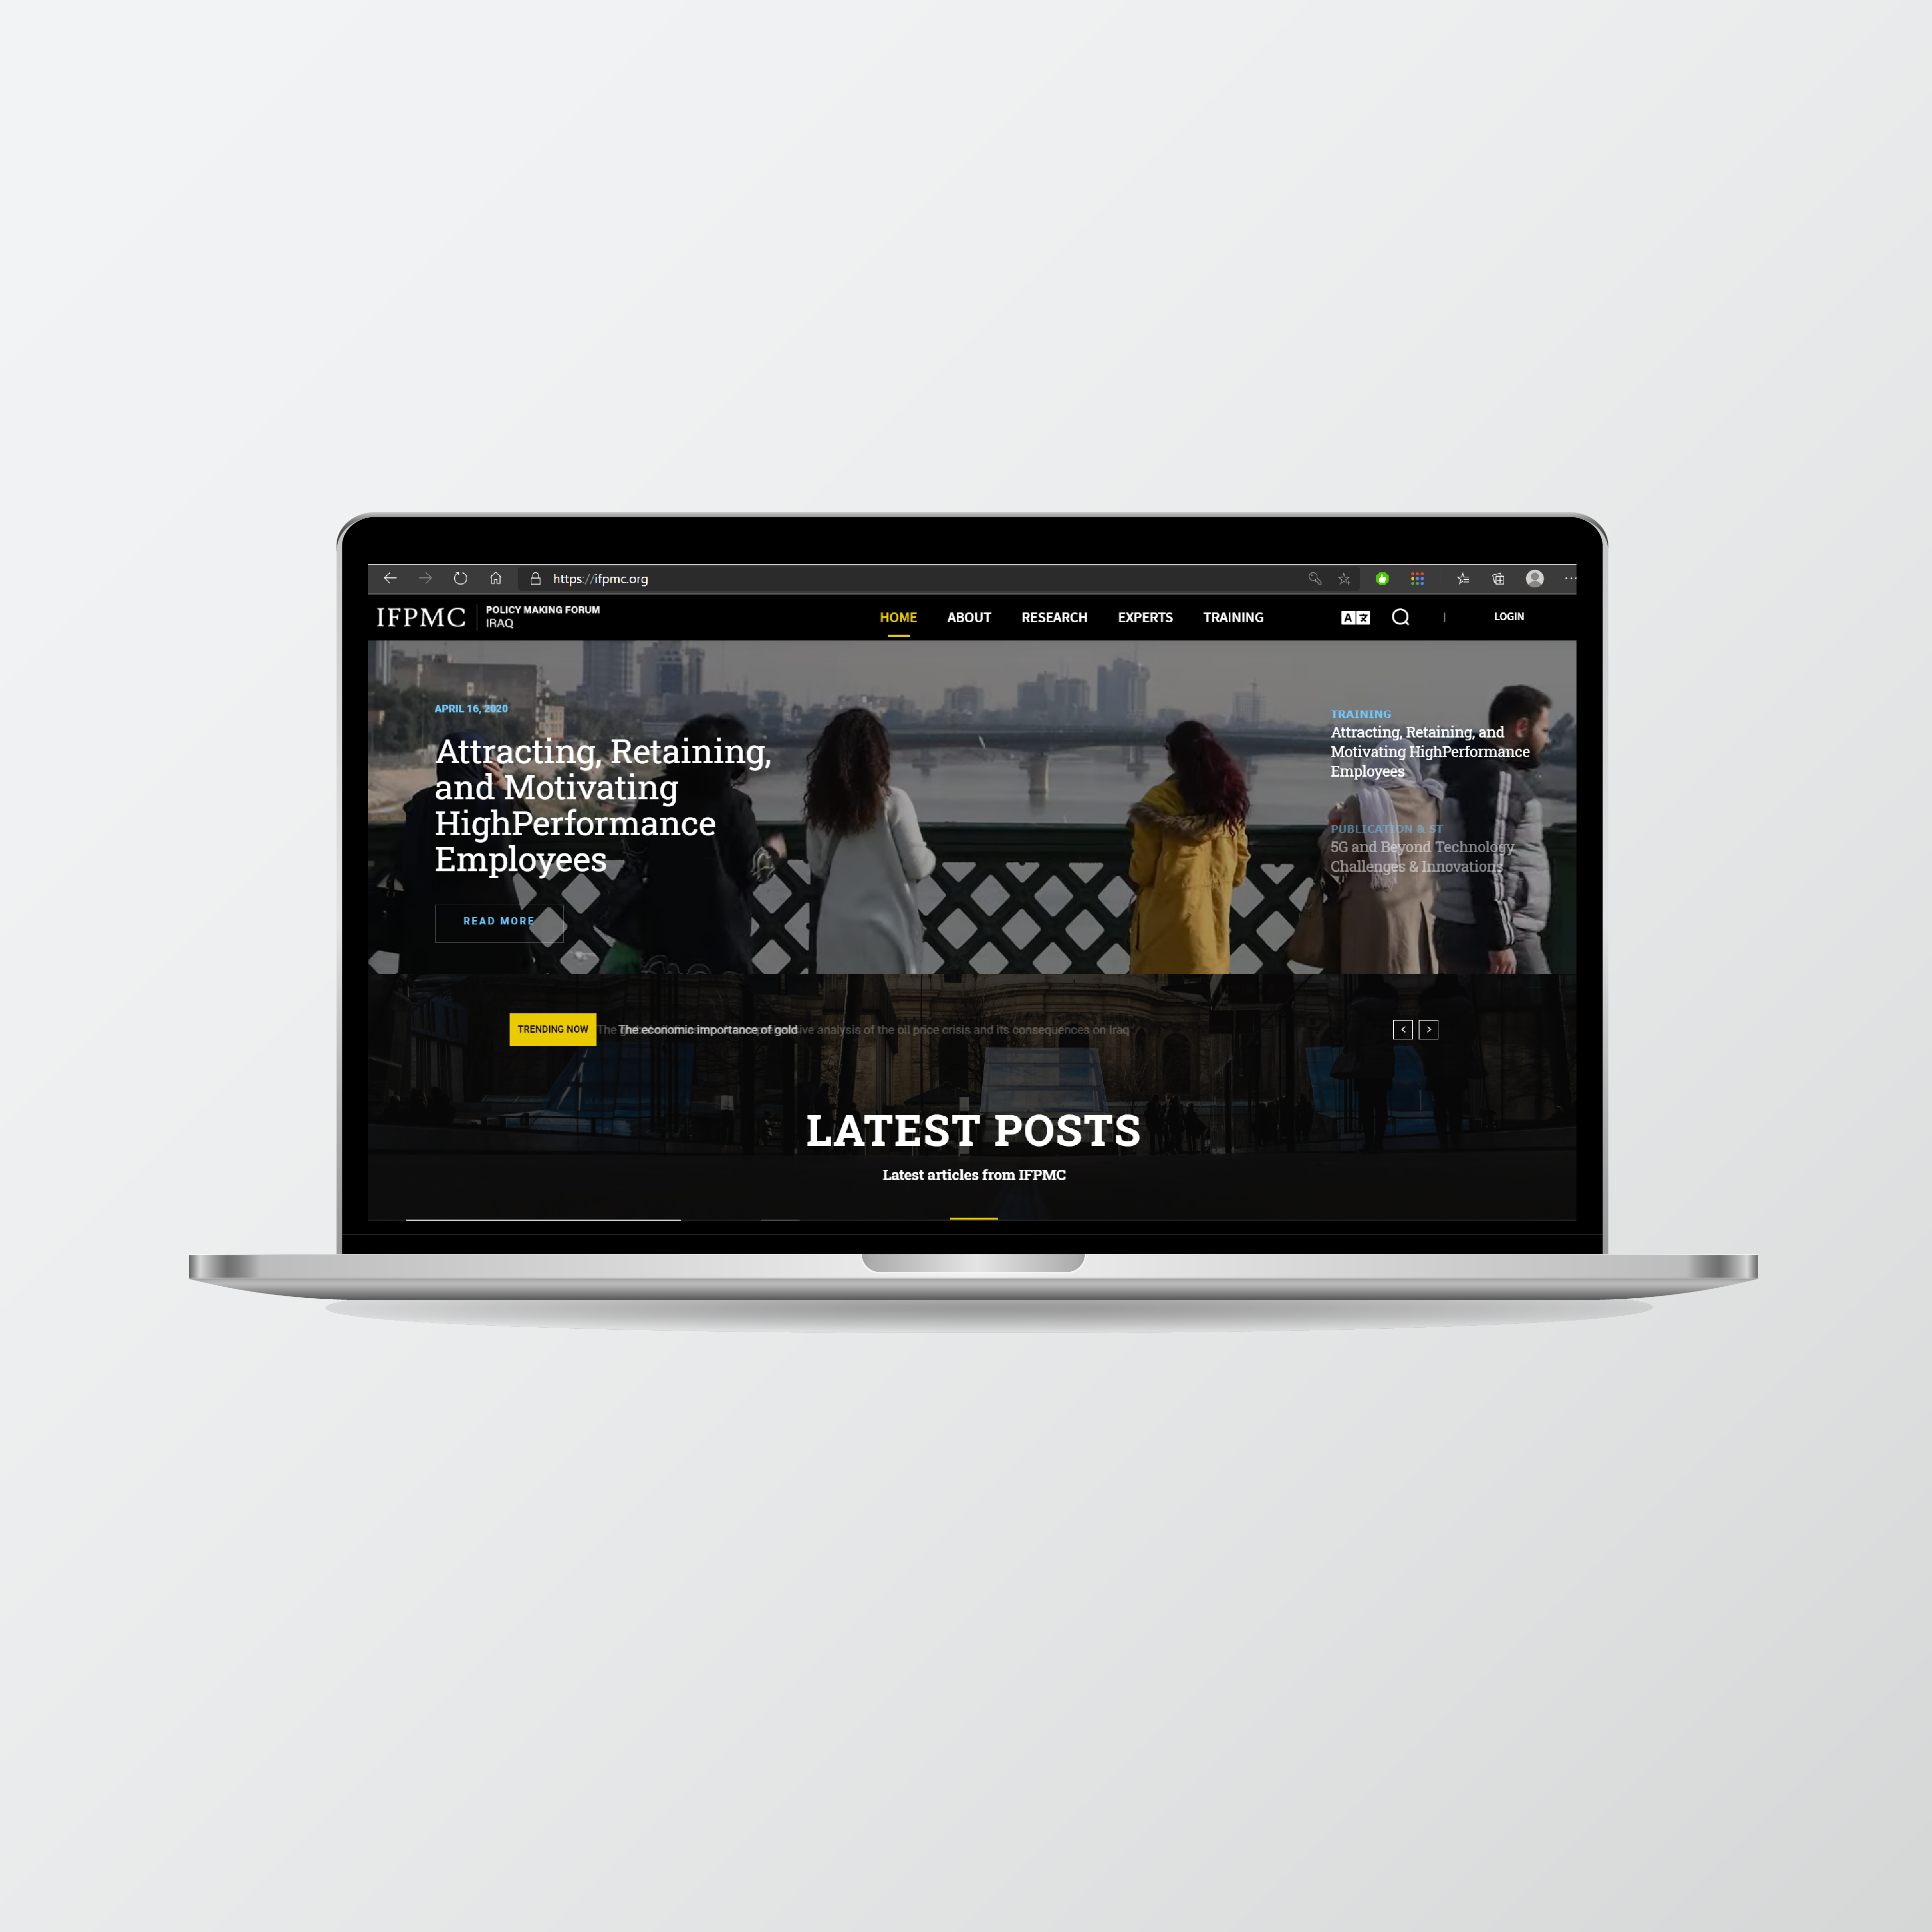 https://ifpmc.org
IFPMC
POLICY MAKING FORUM
IRAQ
HOME ABOUT RESEARCH EXPERTS TRAINING
A 文
LOGIN
APRIL 16, 2020
Attracting, Retaining,
and Motivating
HighPerformance
Employees
READ MORE
TRAINING
Attracting, Retaining, and
Motivating HighPerformance
Employees
PUBLICATION & ST
5G and Beyond Technology
Challenges & Innovations
TRENDING NOW
The economic importance of gold
analysis of the oil price crisis and its consequences on Iraq
LATEST POSTS
Latest articles from IFPMC